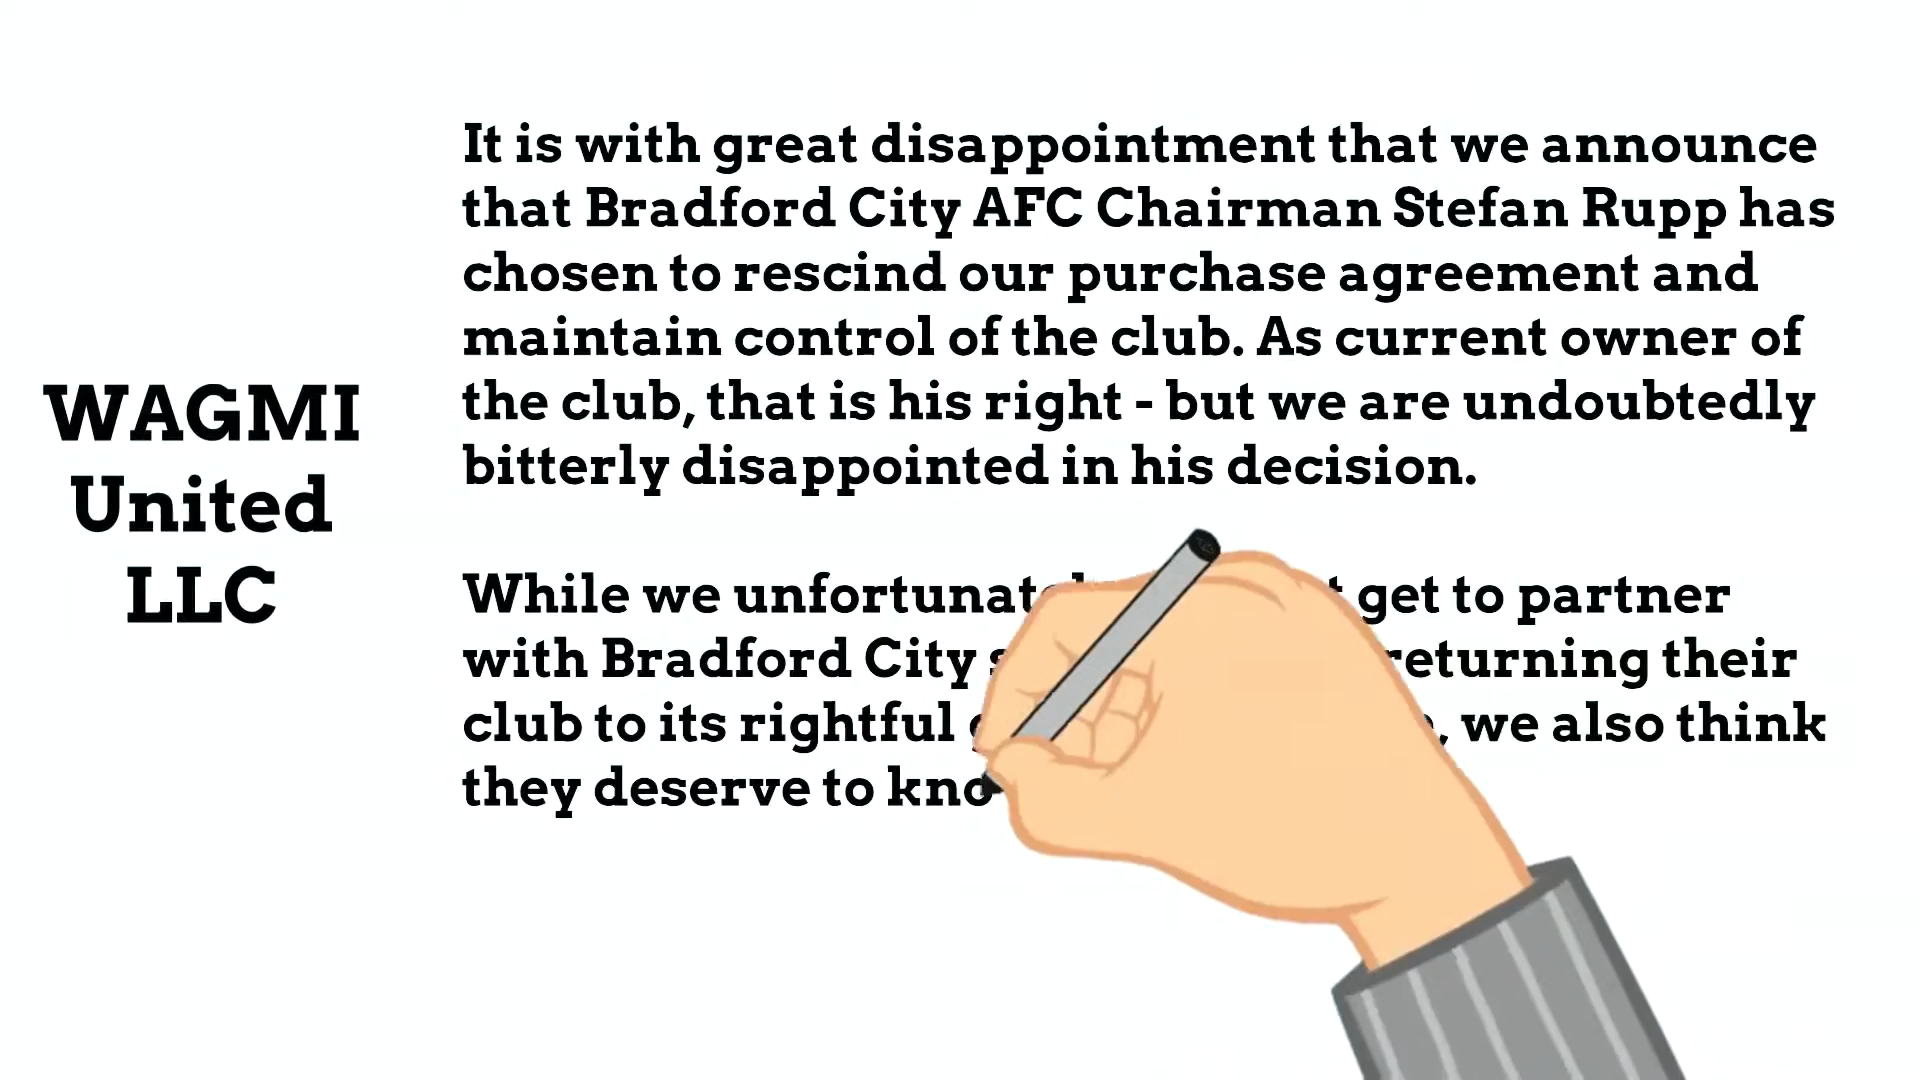 WAGMI
United
LLC
It is with great disappointment that we announce
that Bradford City AFC Chairman Stefan Rupp has
chosen to rescind our purchase agreement and
maintain control of the club. As current owner of
the club, that is his right - but we are undoubtedly
bitterly disappointed in his decision.
While we get to partner
with Bradford City returning their
club to its rightful we also think
they deserve to